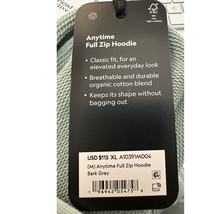 Anytime
Full Zip Hoodie
• Classic fit, for an
elevated everyday look
• Breathable and durable
organic cotton blend
• Keeps its shape without
bagging out
USD $115 XL A10391M004
(M) Anytime Full Zip Hoodie
Bark Grey